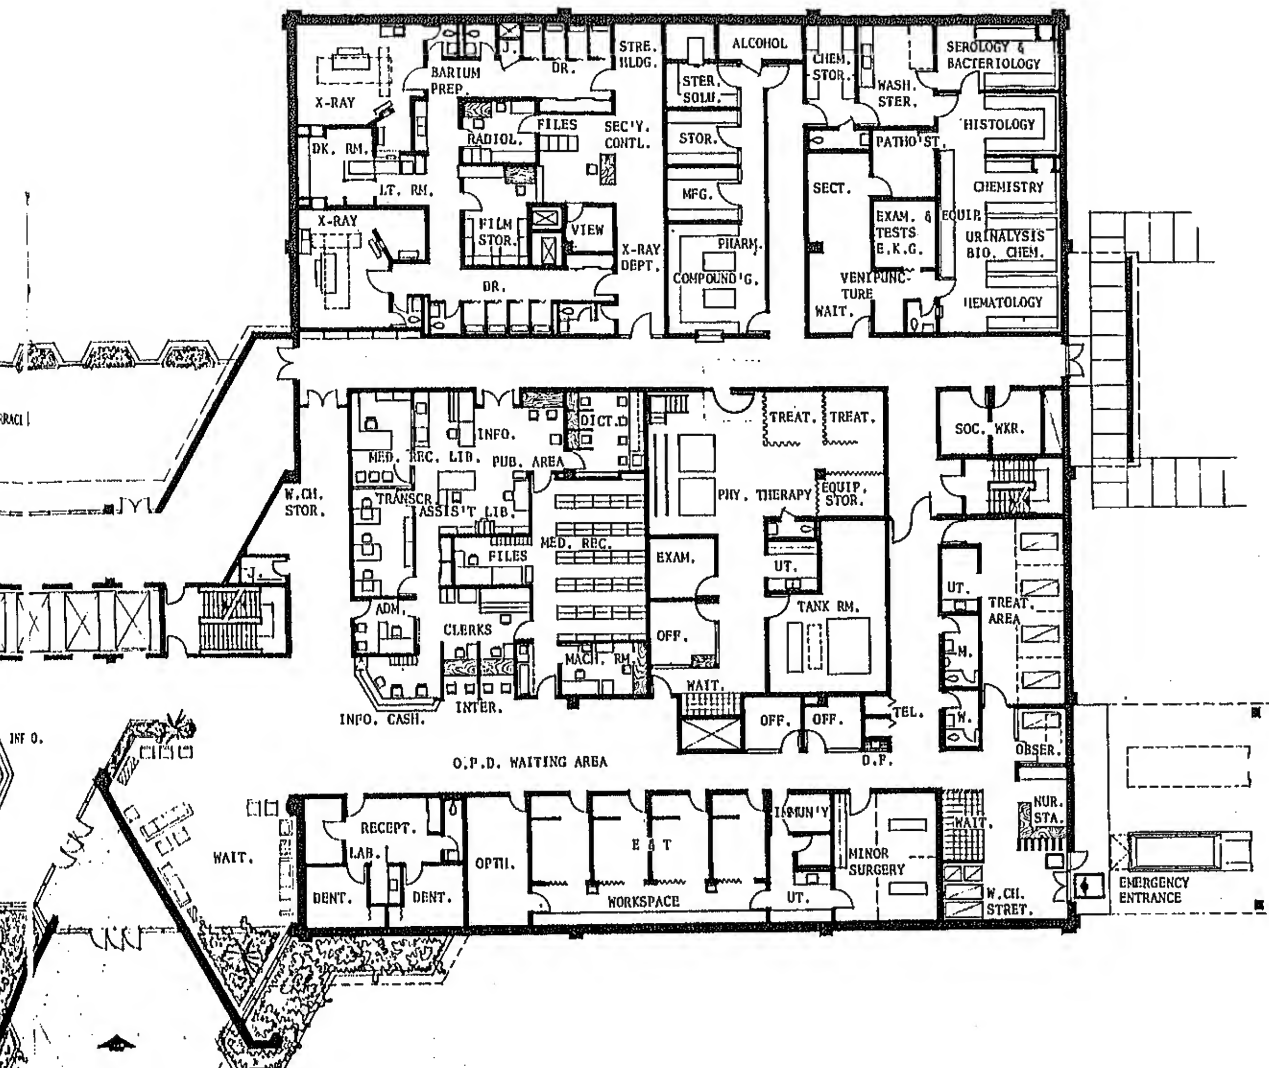 ALCOHOL
STRE.
HLDG.
J.
DR.
BARIUM
PREP.
X-RAY
STER.
SOLU.
CHEM.
STOR.
WASH.
STER.
SEROLOGY &
BACTERIOLOGY
FILES
SEC'Y.
CONTL.
RADIOL.
STOR.
HISTOLOGY
PATHO'ST.
DK. RM.
LT. RM.
MFG.
SECT.
CHEMISTRY
X-RAY
FILM
STOR.
VIEW
EXAM. &
TESTS
E.K.G.
EQUIP.
URINALYSIS
BIO. CHEM.
X-RAY
DEPT.
PHARM.
COMPOUND'G.
VENIPUNC-
TURE
DR.
WAIT.
HEMATOLOGY
INFO.
DICT.
TREAT.
TREAT.
SOC. WKR.
MED. REC. LIB.
PUB. AREA
W.CH.
STOR.
TRANSCR.
ASSIS'T LIB.
PHY. THERAPY
EQUIP.
STOR.
FILES
MED. REC.
EXAM.
UT.
J.
UT.
TREAT.
AREA
ADM.
CLERKS
OFF.
TANK RM.
MACH. RM.
M.
WAIT.
INFO. CASH.
INTER.
OFF.
OFF.
TEL.
W.
INFO.
OBSER.
O.P.D. WAITING AREA
D.F.
NUR.
STA.
WAIT.
RECEPT.
LAB.
OPTH.
E & T
IMMUN'Y
MINOR
SURGERY
WAIT.
DENT.
DENT.
WORKSPACE
UT.
W.CH.
STRET.
EMERGENCY
ENTRANCE